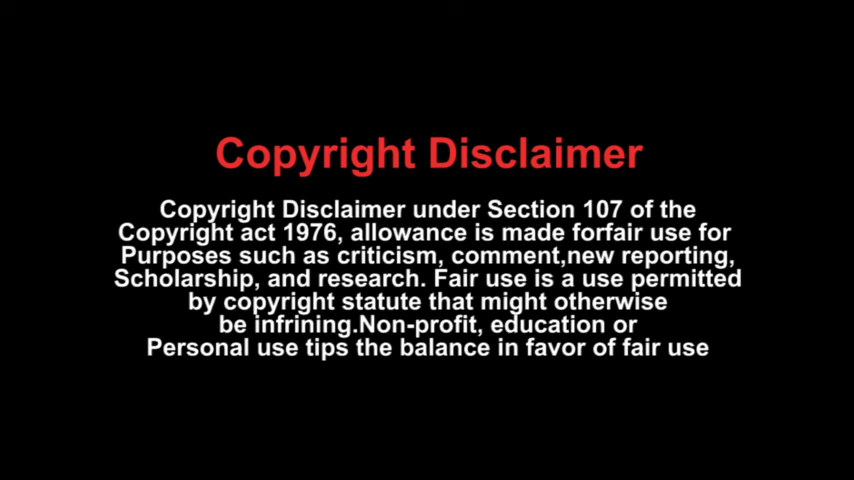 Copyright Disclaimer
Copyright Disclaimer under Section 107 of the
Copyright act 1976, allowance is made forfair use for
Purposes such as criticism, comment,new reporting,
Scholarship, and research. Fair use is a use permitted
by copyright statute that might otherwise
be infrining.Non-profit, education or
Personal use tips the balance in favor of fair use